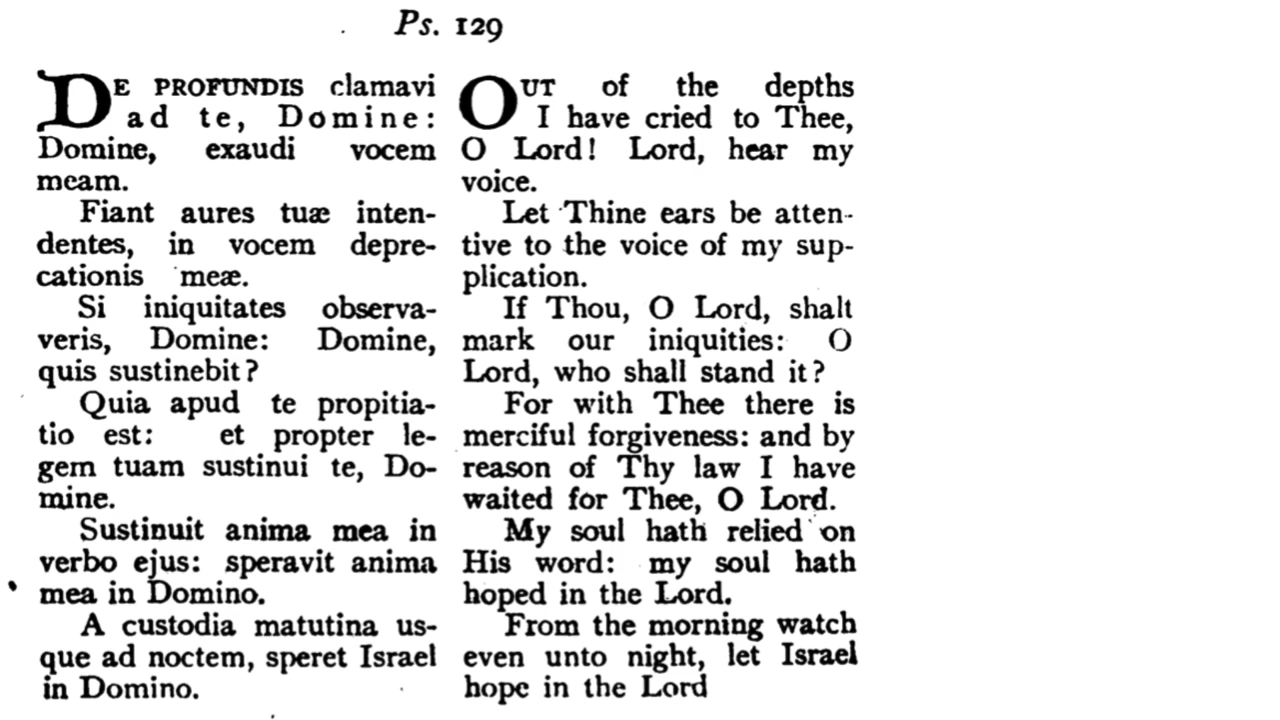 Ps. 129
DE PROFUNDIS clamavi
ad te, Domine:
Domine, exaudi vocem
meam.
Fiant aures tuæ inten-
dentes, in vocem depre-
cationis meæ.
Si iniquitates observa-
veris, Domine: Domine,
quis sustinebit?
Quia apud te propitia-
tio est: et propter le-
gem tuam sustinui te, Do-
mine.
Sustinuit anima mea in
verbo ejus: speravit anima
mea in Domino.
A custodia matutina us-
que ad noctem, speret Israel
in Domino.
OUT of the depths
I have cried to Thee,
O Lord! Lord, hear my
voice.
Let Thine ears be atten-
tive to the voice of my sup-
plication.
If Thou, O Lord, shalt
mark our iniquities: O
Lord, who shall stand it?
For with Thee there is
merciful forgiveness: and by
reason of Thy law I have
waited for Thee, O Lord.
My soul hath relied on
His word: my soul hath
hoped in the Lord.
From the morning watch
even unto night, let Israel
hope in the Lord